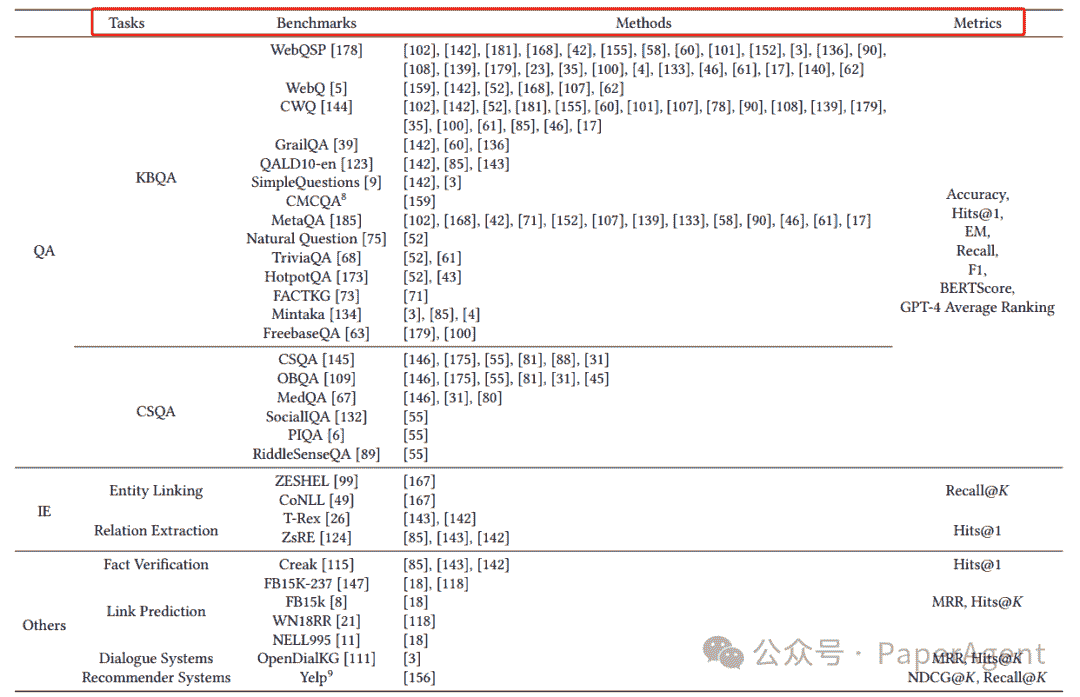 Tasks Benchmarks Methods Metrics
WebQSP [178] [102], [142], [181], [168], [42], [155], [58], [60], [101], [152], [3], [136], [90],
[108], [139], [179], [23], [35], [100], [4], [133], [46], [61], [17], [140], [62]
WebQ [5] [159], [142], [52], [168], [107], [62]
CWQ [144] [102], [142], [52], [181], [155], [60], [101], [107], [78], [90], [108], [139], [179],
[35], [100], [61], [85], [46], [17]
GrailQA [39] [142], [60], [136]
QALD10-en [123] [142], [85], [143]
KBQA
SimpleQuestions [9] [142], [3]
CMCQA8 [159]
MetaQA [185] [102], [168], [42], [71], [152], [107], [139], [133], [58], [90], [46], [61], [17]
Natural Question [75] [52]
QA
TriviaQA [68] [52], [61]
HotpotQA [173] [52], [43]
FACTKG [73] [71]
Mintaka [134] [3], [85], [4]
FreebaseQA [63] [179], [100]
Accuracy,
Hits@1,
EM,
Recall,
F1,
BERTScore,
GPT-4 Average Ranking
CSQA [145] [146], [175], [55], [81], [88], [31]
OBQA [109] [146], [175], [55], [81], [31], [45]
MedQA [67] [146], [31], [80]
CSQA
SocialIQA [132] [55]
PIQA [6] [55]
RiddleSenseQA [89] [55]
ZESHEL [99] [167]
Entity Linking Recall@K
CoNLL [49] [167]
IE
T-Rex [26] [143], [142]
Relation Extraction Hits@1
ZsRE [124] [85], [143], [142]
Fact Verification Creak [115] [85], [143], [142] Hits@1
FB15K-237 [147] [18], [118]
FB15k [8] [18]
Link Prediction MRR, Hits@K
WN18RR [21] [118]
Others
NELL995 [11] [18]
Dialogue Systems OpenDialKG [111] [3] MRR, Hits@K
Recommender Systems Yelp9 [156] NDCG@K, Recall@K
公众号 · PaperAgent